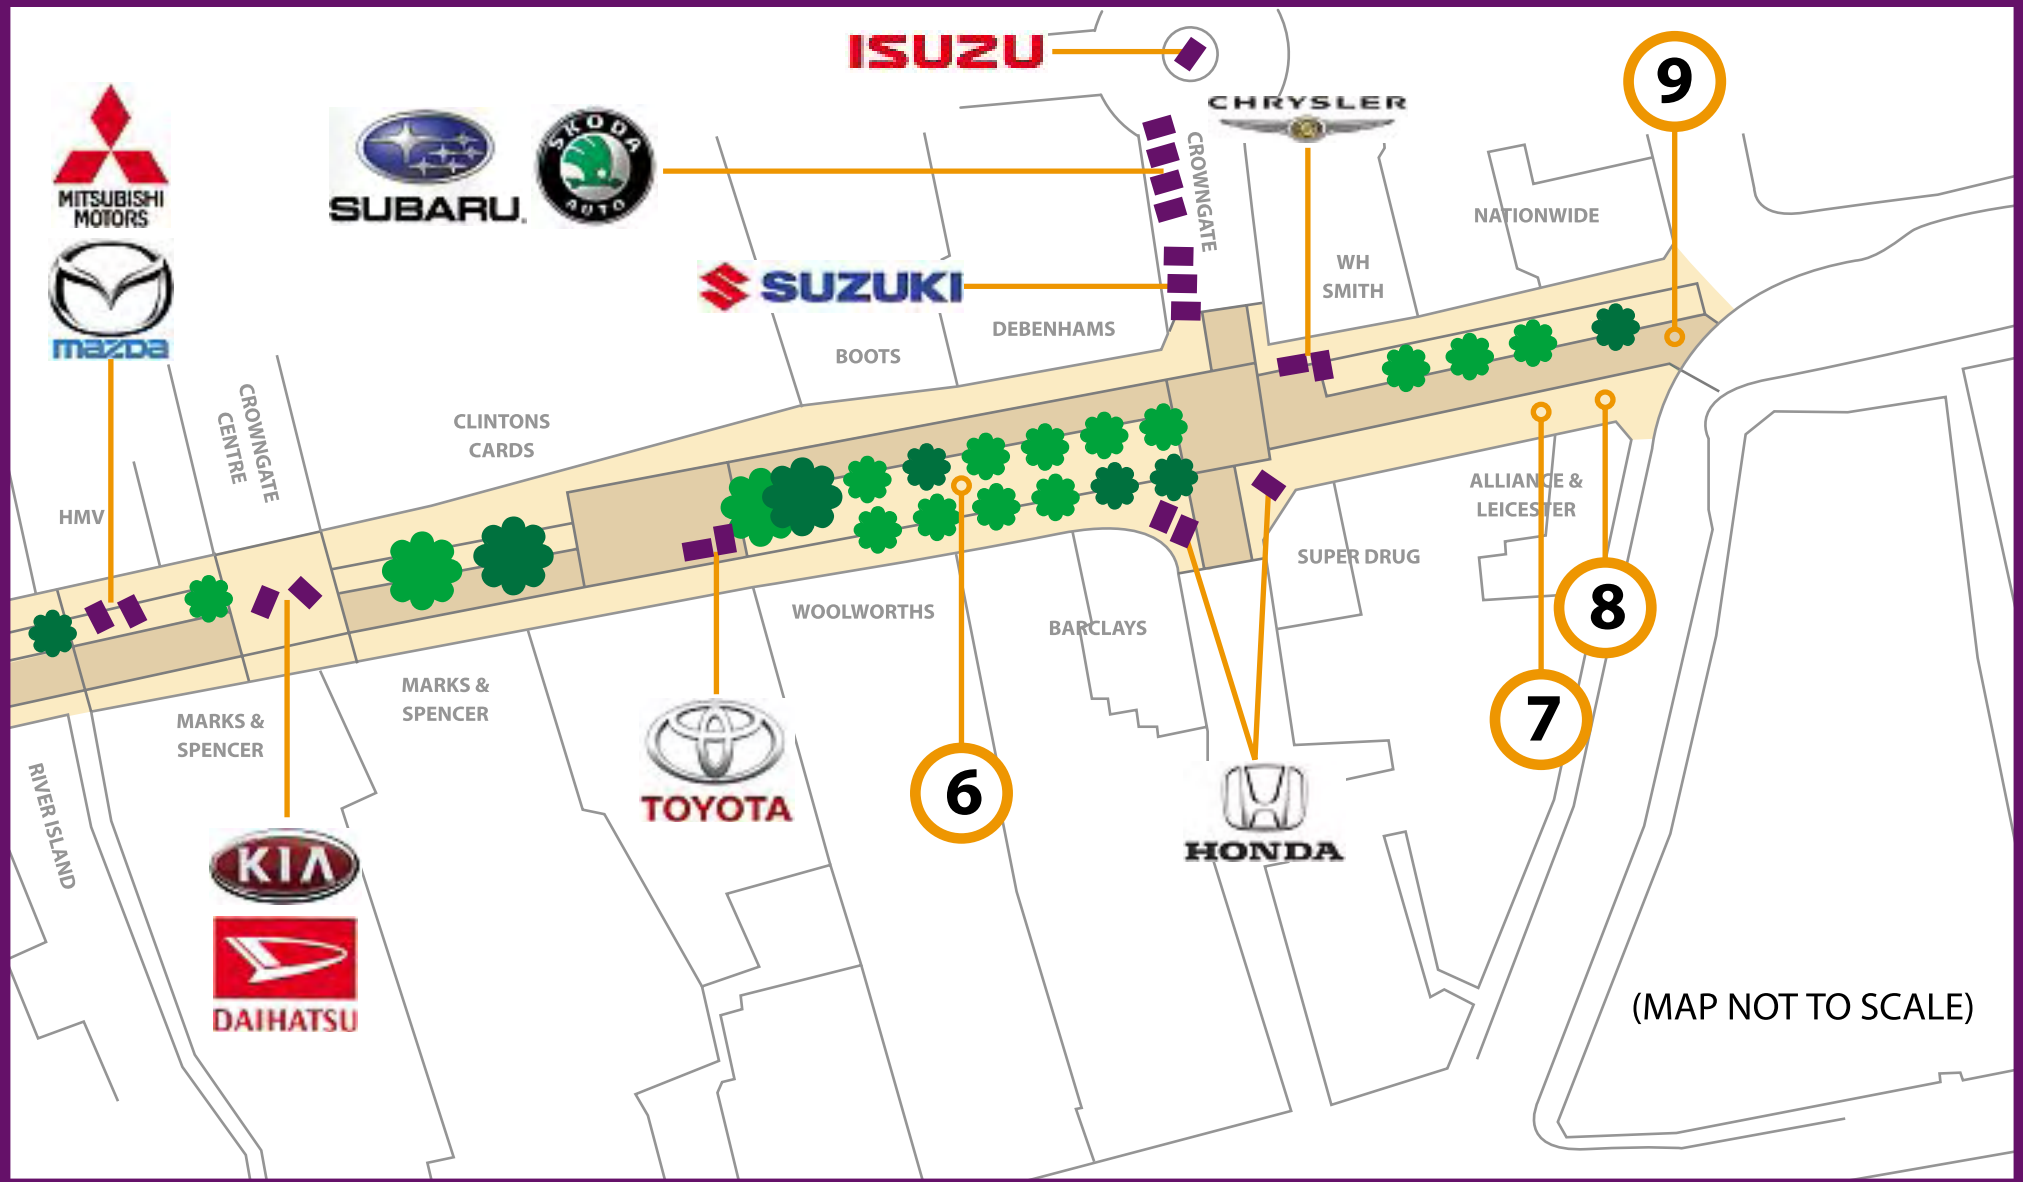 ISUZU
9
CHRYSLER
MITSUBISHI
MOTORS
SUBARU
SKODA
AUTO
CROWNGATE
NATIONWIDE
mazda
SUZUKI
WH
SMITH
DEBENHAMS
BOOTS
CROWNGATE
CENTRE
CLINTONS
CARDS
HMV
ALLIANCE &
LEICESTER
SUPER DRUG
WOOLWORTHS
BARCLAYS
8
MARKS &
SPENCER
MARKS &
SPENCER
7
RIVER ISLAND
TOYOTA
6
HONDA
KIA
DAIHATSU
(MAP NOT TO SCALE)